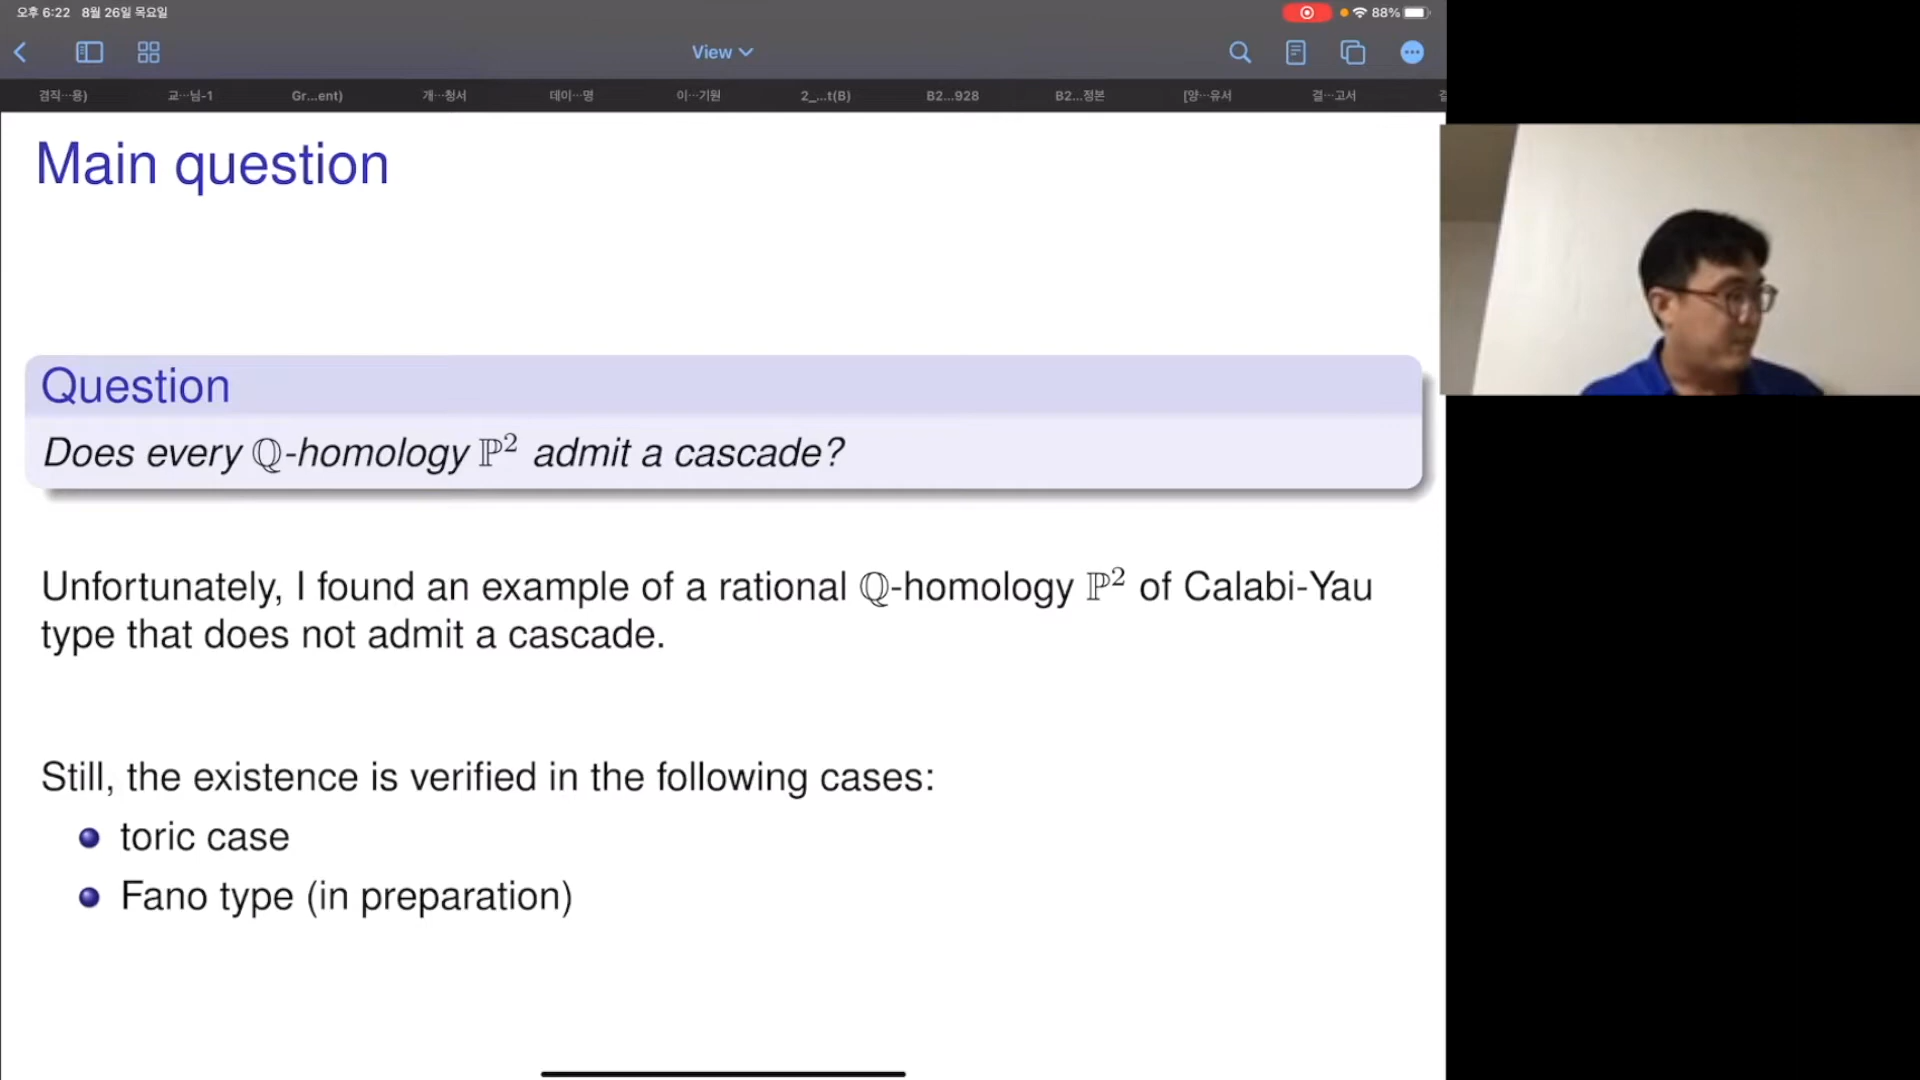 오후 6:22 8월 26일 목요일
88%
View
겸직···용)
교···님-1
Gr...ent)
개···청서
데이···명
이···기원
2_...t(B)
B2...928
B2...정본
[양···유서
결···고서
Main question
Question
Does every ℚ-homology ℙ² admit a cascade?
Unfortunately, I found an example of a rational ℚ-homology ℙ² of Calabi-Yau
type that does not admit a cascade.
Still, the existence is verified in the following cases:
toric case
Fano type (in preparation)